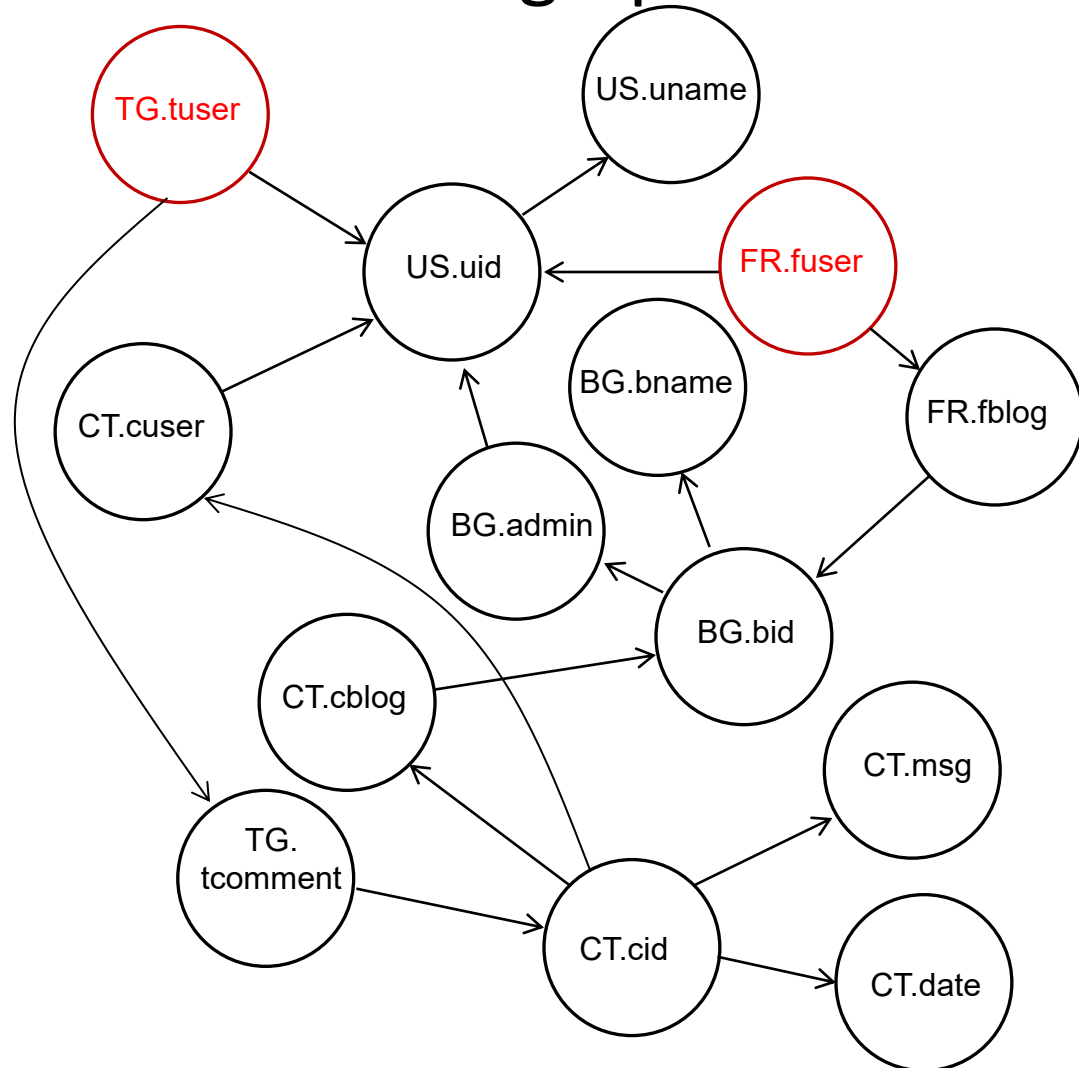 US.uname
TG.tuser
FR.fuser
US.uid
BG.bname
FR.fblog
CT.cuser
BG.admin
BG.bid
CT.cblog
CT.msg
TG.
tcomment
CT.cid
CT.date